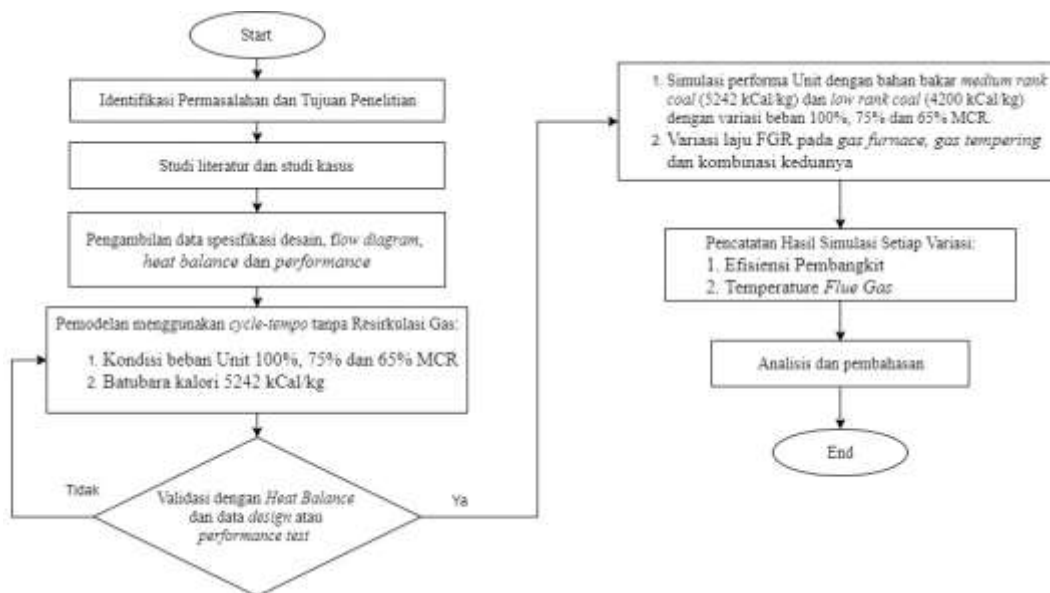 Start
Identifikasi Permasalahan dan Tujuan Penelitian
Studi literatur dan studi kasus
Pengambilan data spesifikasi desain, flow diagram,
heat balance dan performance
Pemodelan menggunakan cycle-tempo tanpa Resirkulasi Gas:
1. Kondisi beban Unit 100%, 75% dan 65% MCR
2. Batubara kalori 5242 kCal/kg
Tidak
Validasi dengan Heat Balance
dan data design atau
performance test
Ya
1. Simulasi performa Unit dengan bahan bakar medium rank
coal (5242 kCal/kg) dan low rank coal (4200 kCal/kg)
dengan variasi beban 100%, 75% dan 65% MCR.
2. Variasi laju FGR pada gas furnace, gas tempering
dan kombinasi keduanya
Pencatatan Hasil Simulasi Setiap Variasi:
1. Efisiensi Pembangkit
2. Temperature Flue Gas
Analisis dan pembahasan
End